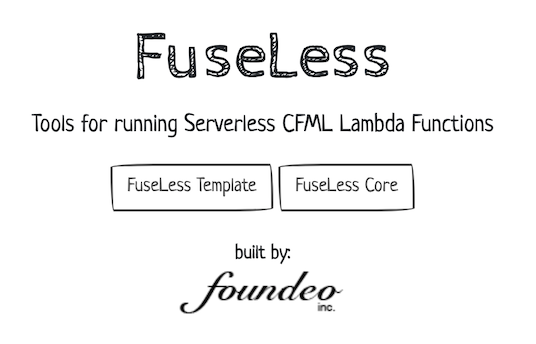 FuseLess
Tools for running Serverless CFML Lambda Functions
FuseLess Template FuseLess Core
built by:
foundeo
inc.